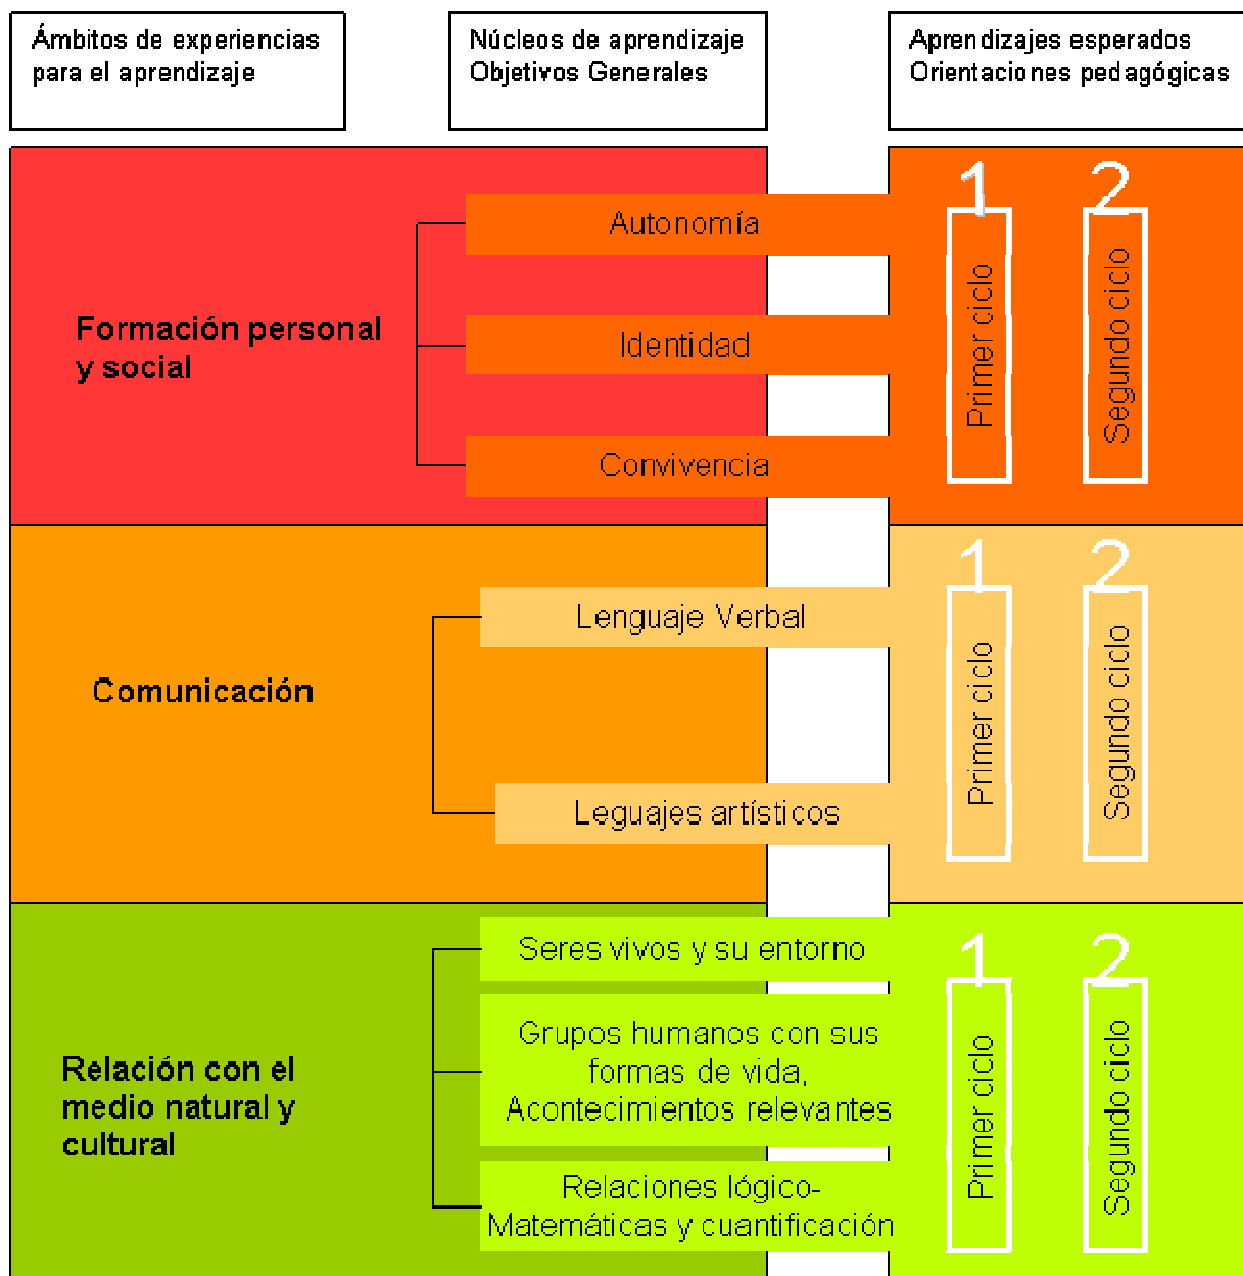 Ámbitos de experiencias
para el aprendizaje
Núcleos de aprendizaje
Objetivos Generales
Aprendizajes esperados
Orientaciones pedagógicas
Formación personal
y social
Autonomía
Identidad
Convivencia
1
Primer ciclo
2
Segundo ciclo
Comunicación
Lenguaje Verbal
Leguajes artísticos
1
Primer ciclo
2
Segundo ciclo
Relación con el
medio natural y
cultural
Seres vivos y su entorno
Grupos humanos con sus
formas de vida,
Acontecimientos relevantes
Relaciones lógico-
Matemáticas y cuantificación
1
Primer ciclo
2
Segundo ciclo